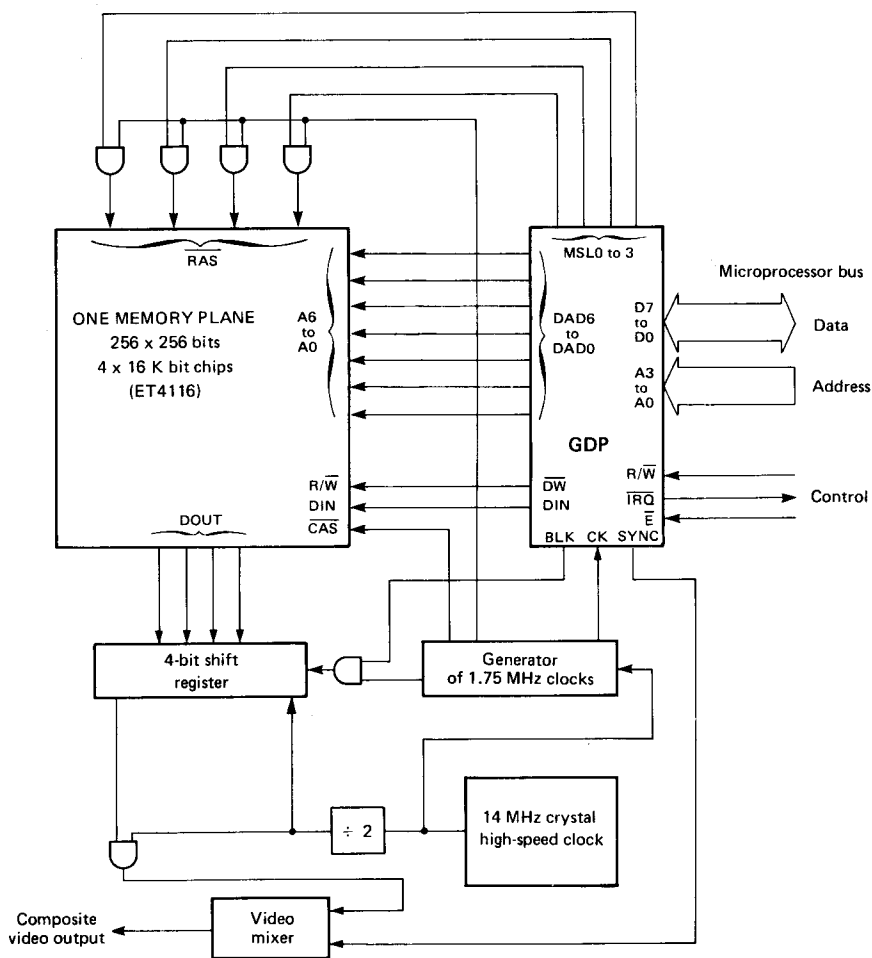 MSL0 to 3
RAS
Microprocessor bus
ONE MEMORY PLANE
256 x 256 bits
4 x 16 K bit chips
(ET4116)
A6
to
A0
DAD6
to
DAD0
D7
to
D0
Data
A3
to
A0
Address
GDP
R/W
DIN
CAS
DW
DIN
R/W
IRQ
E
Control
DOUT
BLK CK SYNC
4-bit shift
register
Generator
of 1.75 MHz clocks
÷ 2
14 MHz crystal
high-speed clock
Composite
video output
Video
mixer